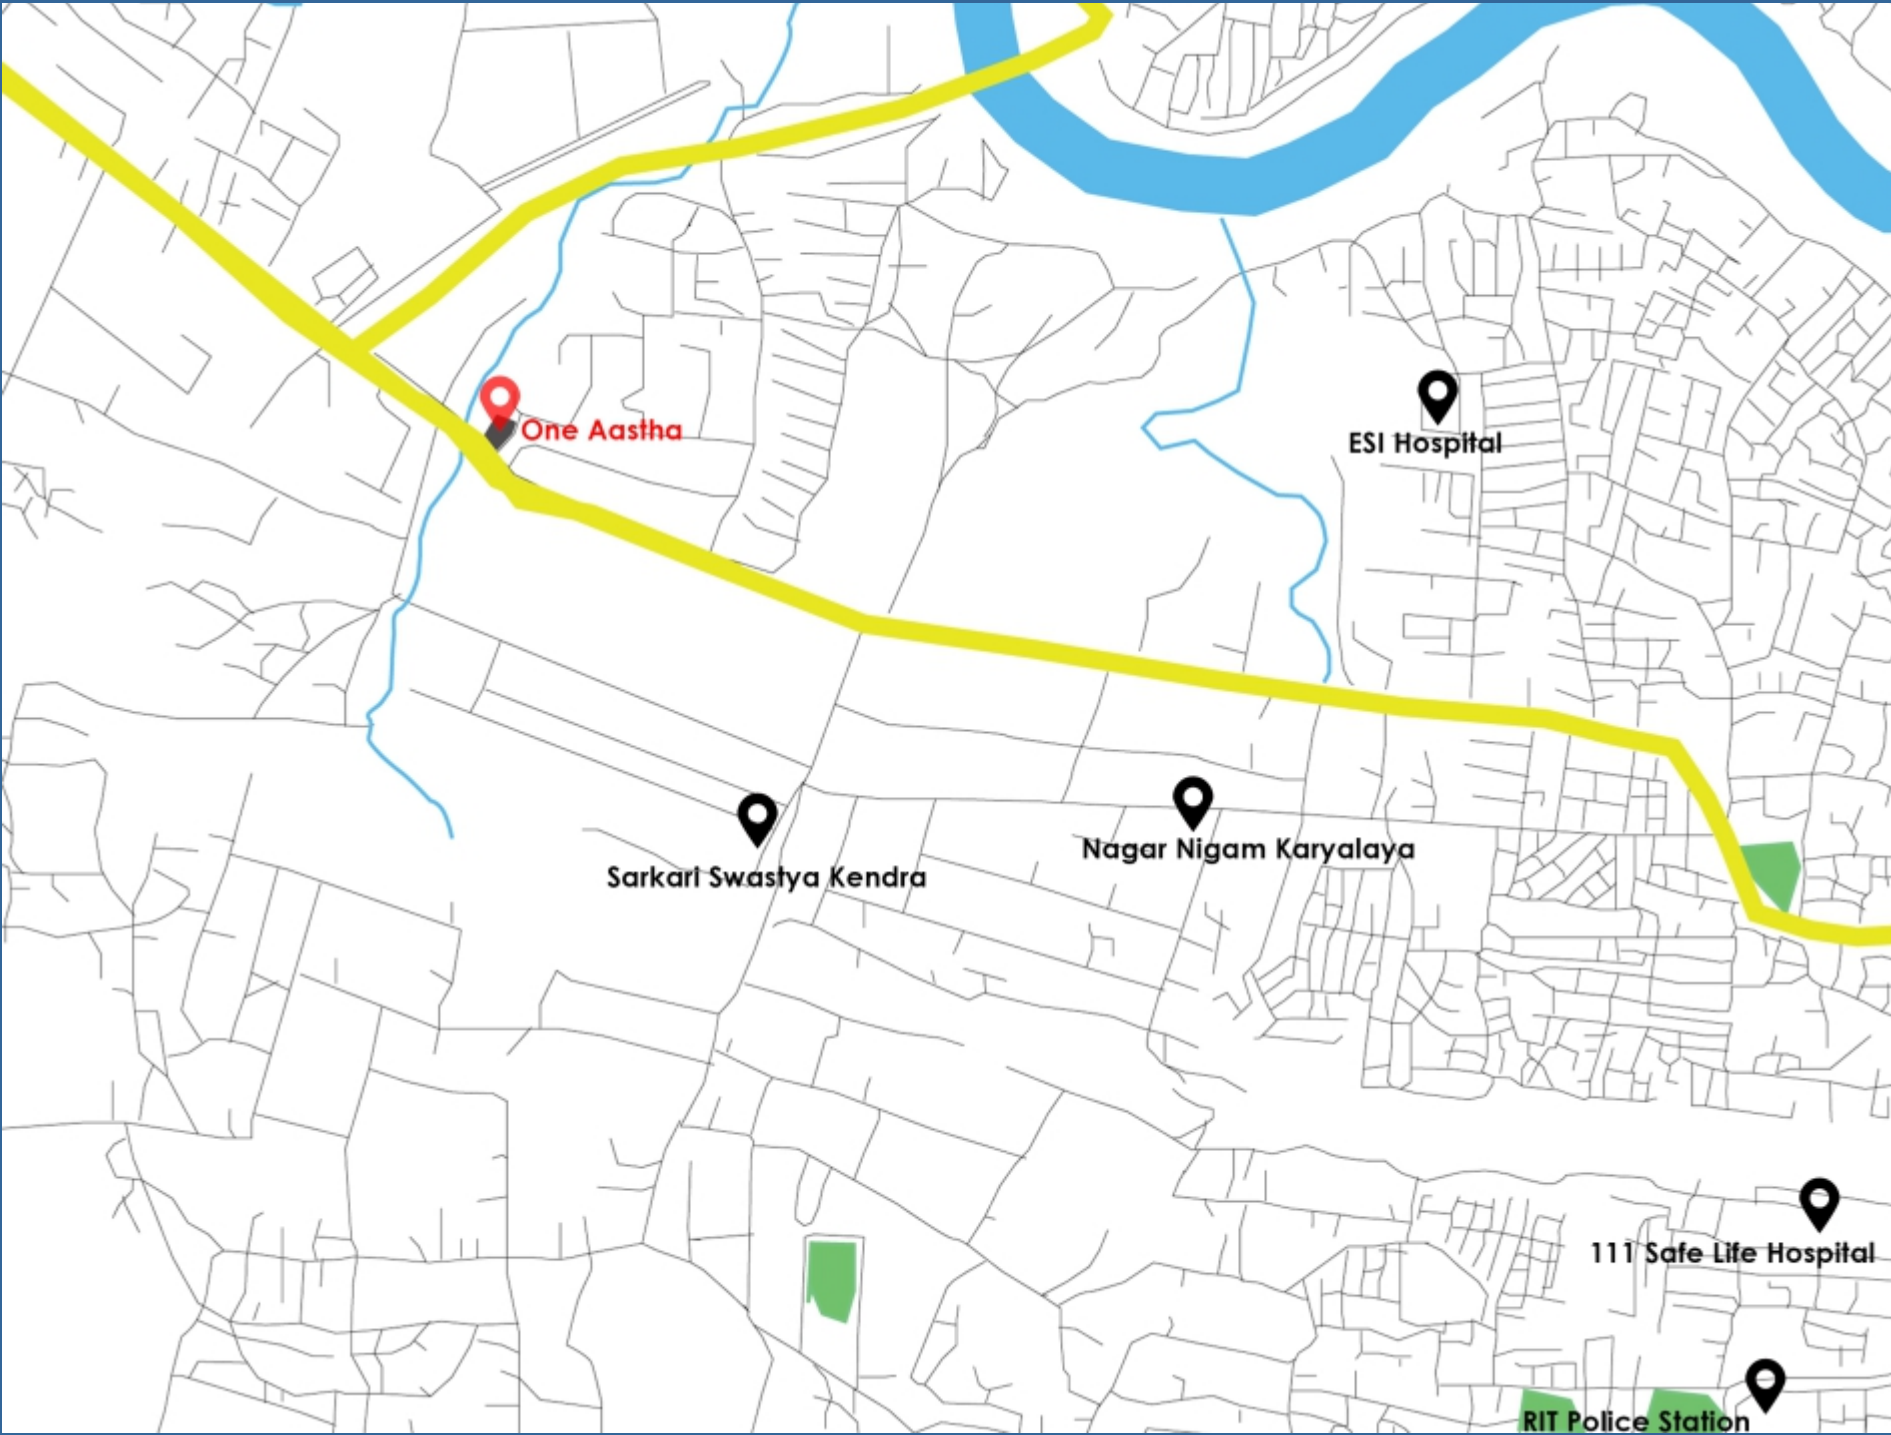 One Aastha
ESI Hospital
Nagar Nigam Karyalaya
Sarkari Swastya Kendra
111 Safe Life Hospital
RIT Police Station